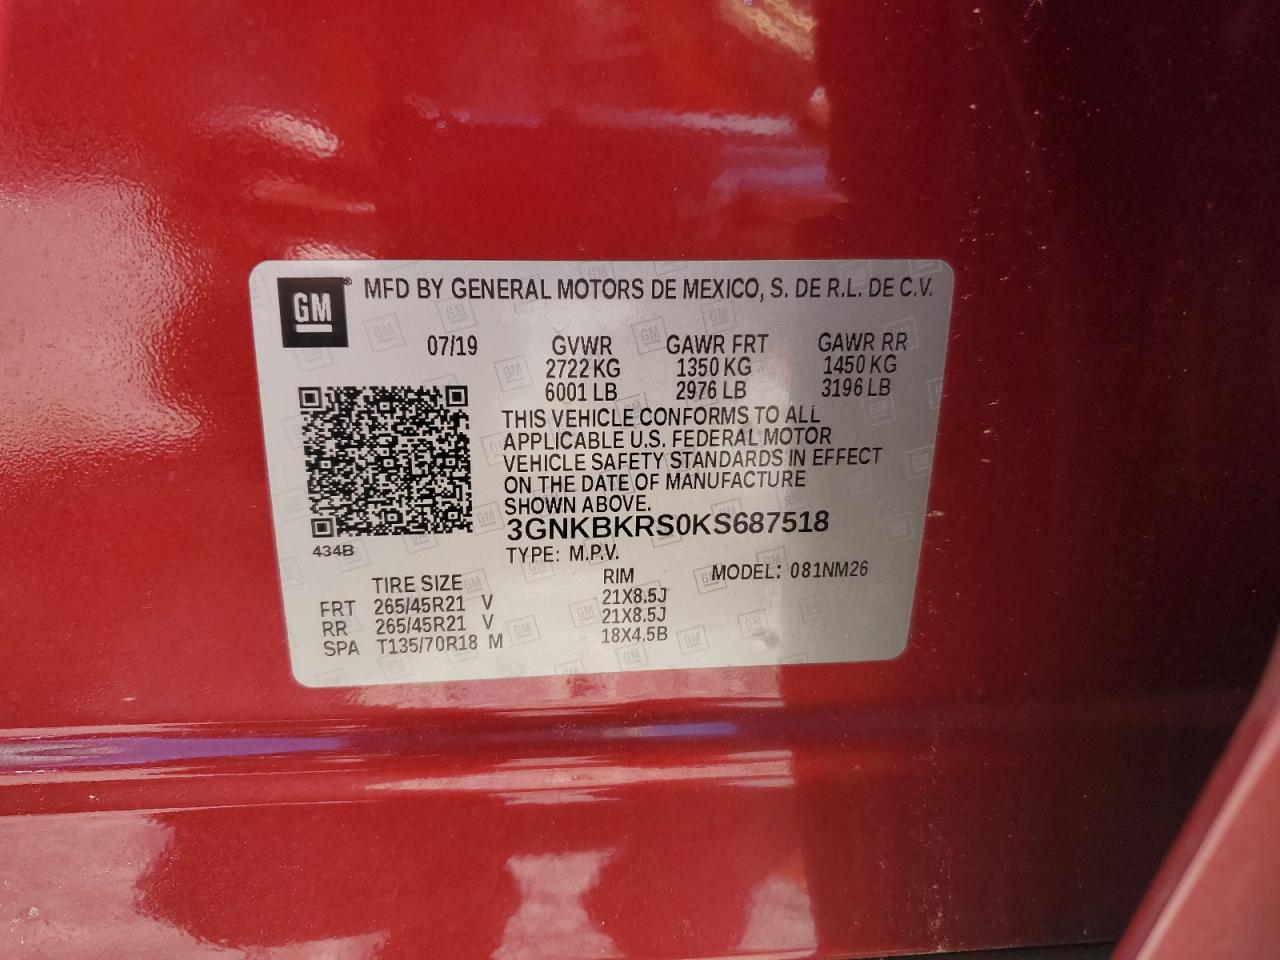 GM ® MFD BY GENERAL MOTORS DE MEXICO, S. DE R.L. DE C.V.
07/19 GVWR GAWR FRT GAWR RR
2722 KG 1350 KG 1450 KG
6001 LB 2976 LB 3196 LB
THIS VEHICLE CONFORMS TO ALL
APPLICABLE U.S. FEDERAL MOTOR
VEHICLE SAFETY STANDARDS IN EFFECT
ON THE DATE OF MANUFACTURE
SHOWN ABOVE.
3GNKBKRS0KS687518
434B
TYPE: M.P.V.
MODEL: 081NM26
TIRE SIZE RIM
FRT 265/45R21 V 21X8.5J
RR 265/45R21 V 21X8.5J
SPA T135/70R18 M 18X4.5B